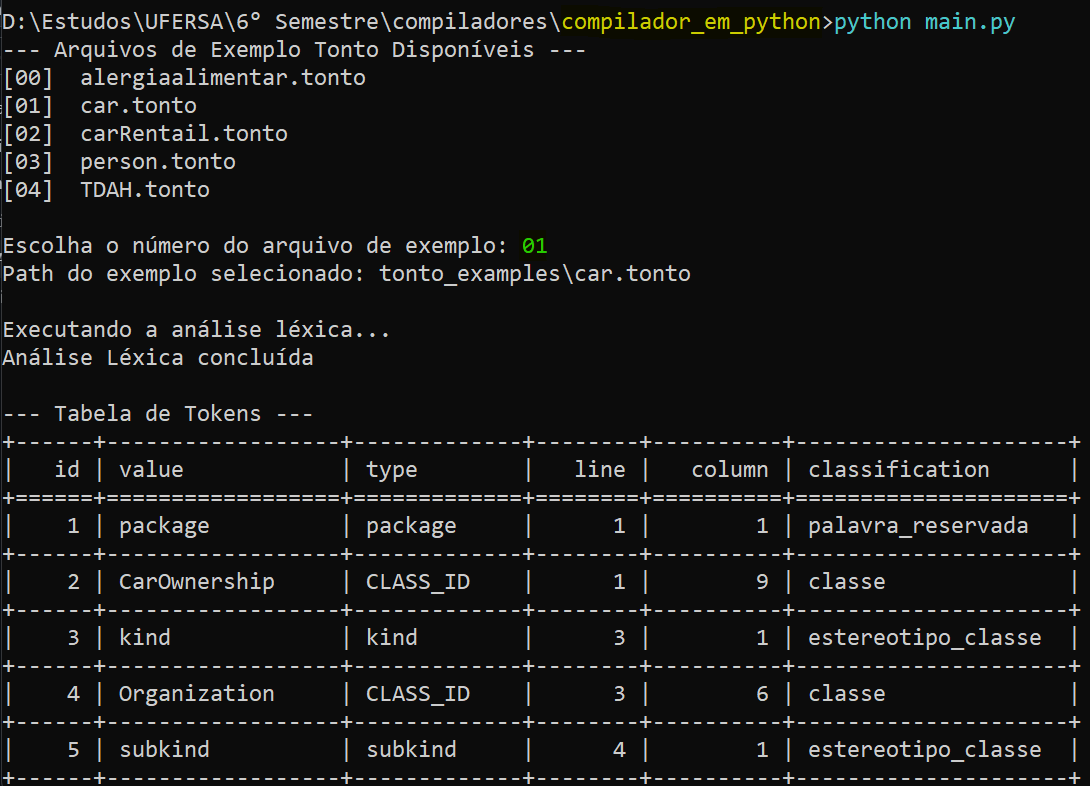 D:\Estudos\UFERSA\6° Semestre\compiladores\compilador_em_python>python main.py
--- Arquivos de Exemplo Tonto Disponíveis ---
[00]  alergiaalimentar.tonto
[01]  car.tonto
[02]  carRentail.tonto
[03]  person.tonto
[04]  TDAH.tonto
Escolha o número do arquivo de exemplo: 01
Path do exemplo selecionado: tonto_examples\car.tonto
Executando a análise léxica...
Análise Léxica concluída
--- Tabela de Tokens ---
+------+------------------+-------------+--------+----------+---------------------+
|   id | value            | type        |   line |   column | classification      |
+======+==================+=============+========+==========+=====================+
|    1 | package          | package     |      1 |        1 | palavra_reservada   |
+------+------------------+-------------+--------+----------+---------------------+
|    2 | CarOwnership     | CLASS_ID    |      1 |        9 | classe              |
+------+------------------+-------------+--------+----------+---------------------+
|    3 | kind             | kind        |      3 |        1 | estereotipo_classe  |
+------+------------------+-------------+--------+----------+---------------------+
|    4 | Organization     | CLASS_ID    |      3 |        6 | classe              |
+------+------------------+-------------+--------+----------+---------------------+
|    5 | subkind          | subkind     |      4 |        1 | estereotipo_classe  |
+------+------------------+-------------+--------+----------+---------------------+